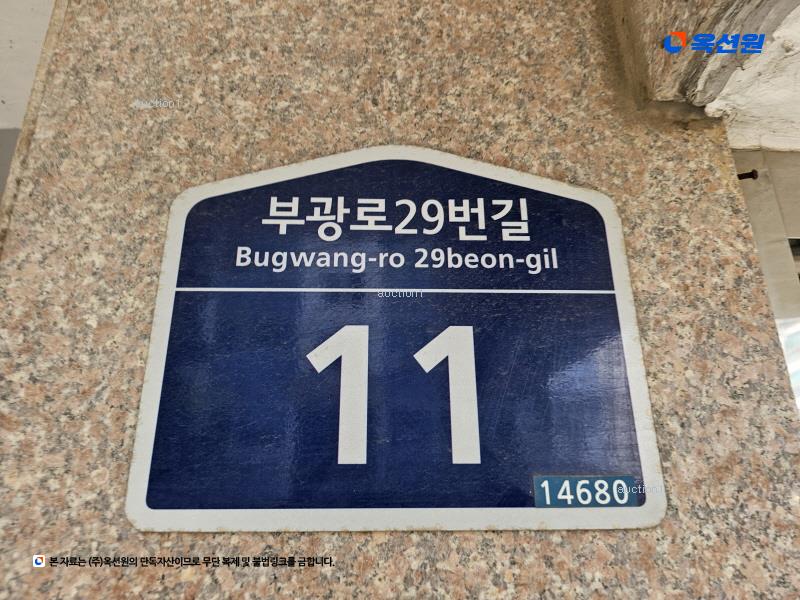 옥션원
auction1
부광로29번길
Bugwang-ro 29beon-gil
auction1
11
14680
auction1
본 자료는 (주)옥션원의 단독자산이므로 무단 복제 및 불법링크를 금합니다.